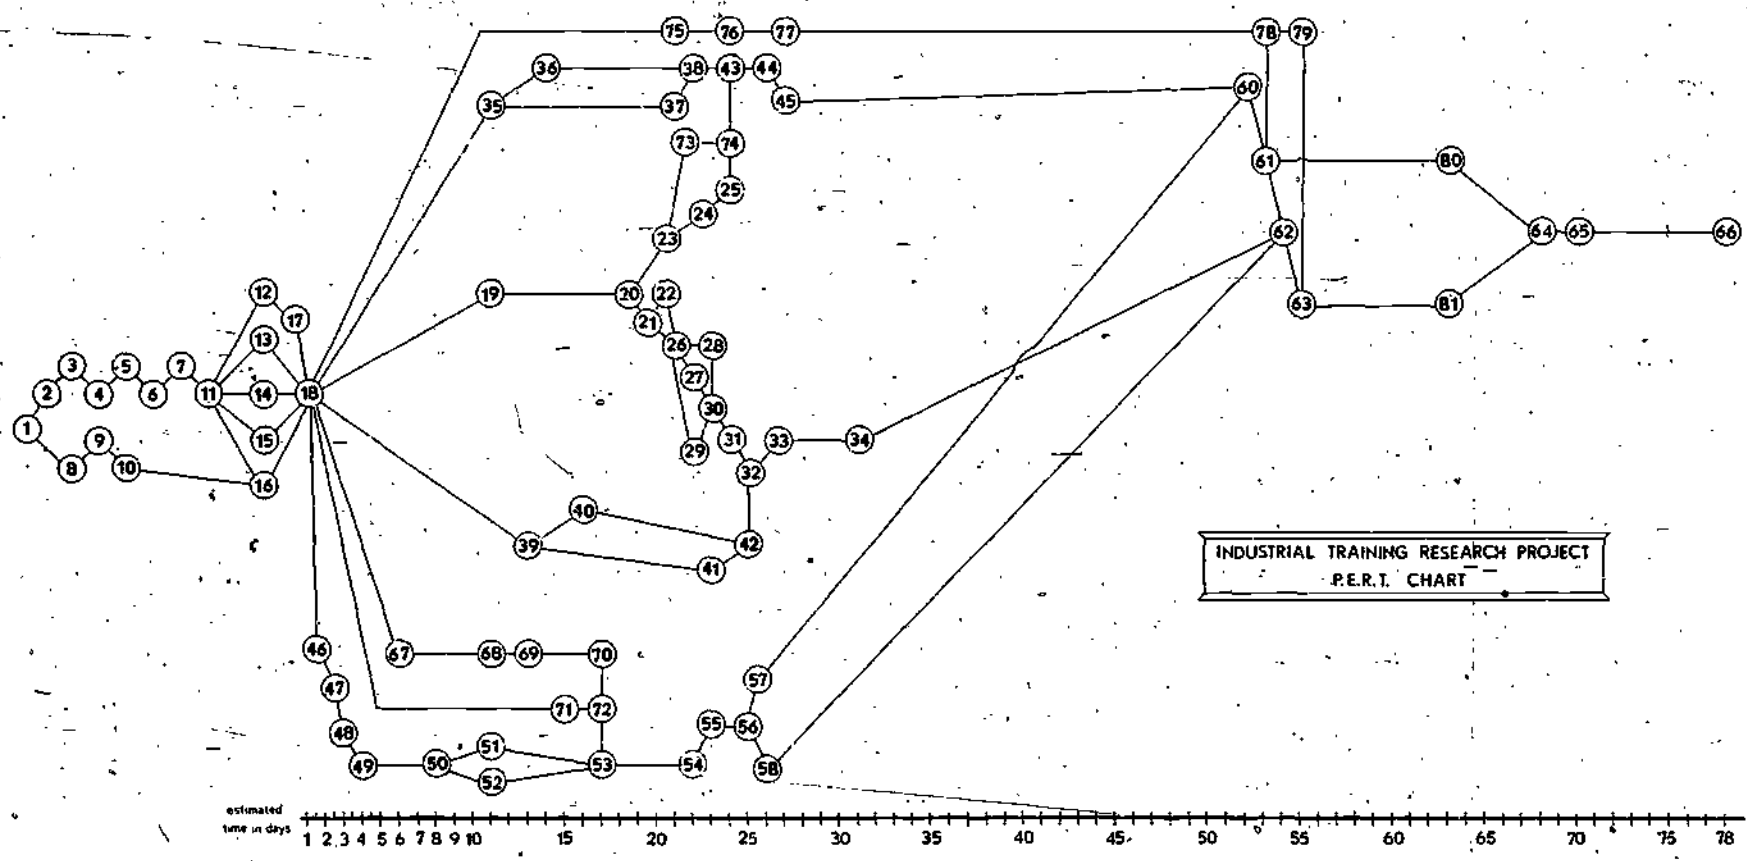 75 76 77 78 79
36 38 43 44
35 37 45 60
73 74
61 80
25
24
23 62 64 65 66
12 19 20 22
17 21 63 81
13 26 28
3 5 7 27
2 4 6 11 14 18
30
1 9 15 31 33 34
8 10 29 32
16
40
39 42
41
INDUSTRIAL TRAINING RESEARCH PROJECT
P.E.R.T. CHART
46 67 68 69 70
47 57
71 72
48 55 56
51
49 50 53 54 58
52
estimated
time in days
1 2 3 4 5 6 7 8 9 10 15 20 25 30 35 40 45 50 55 60 65 70 75 78